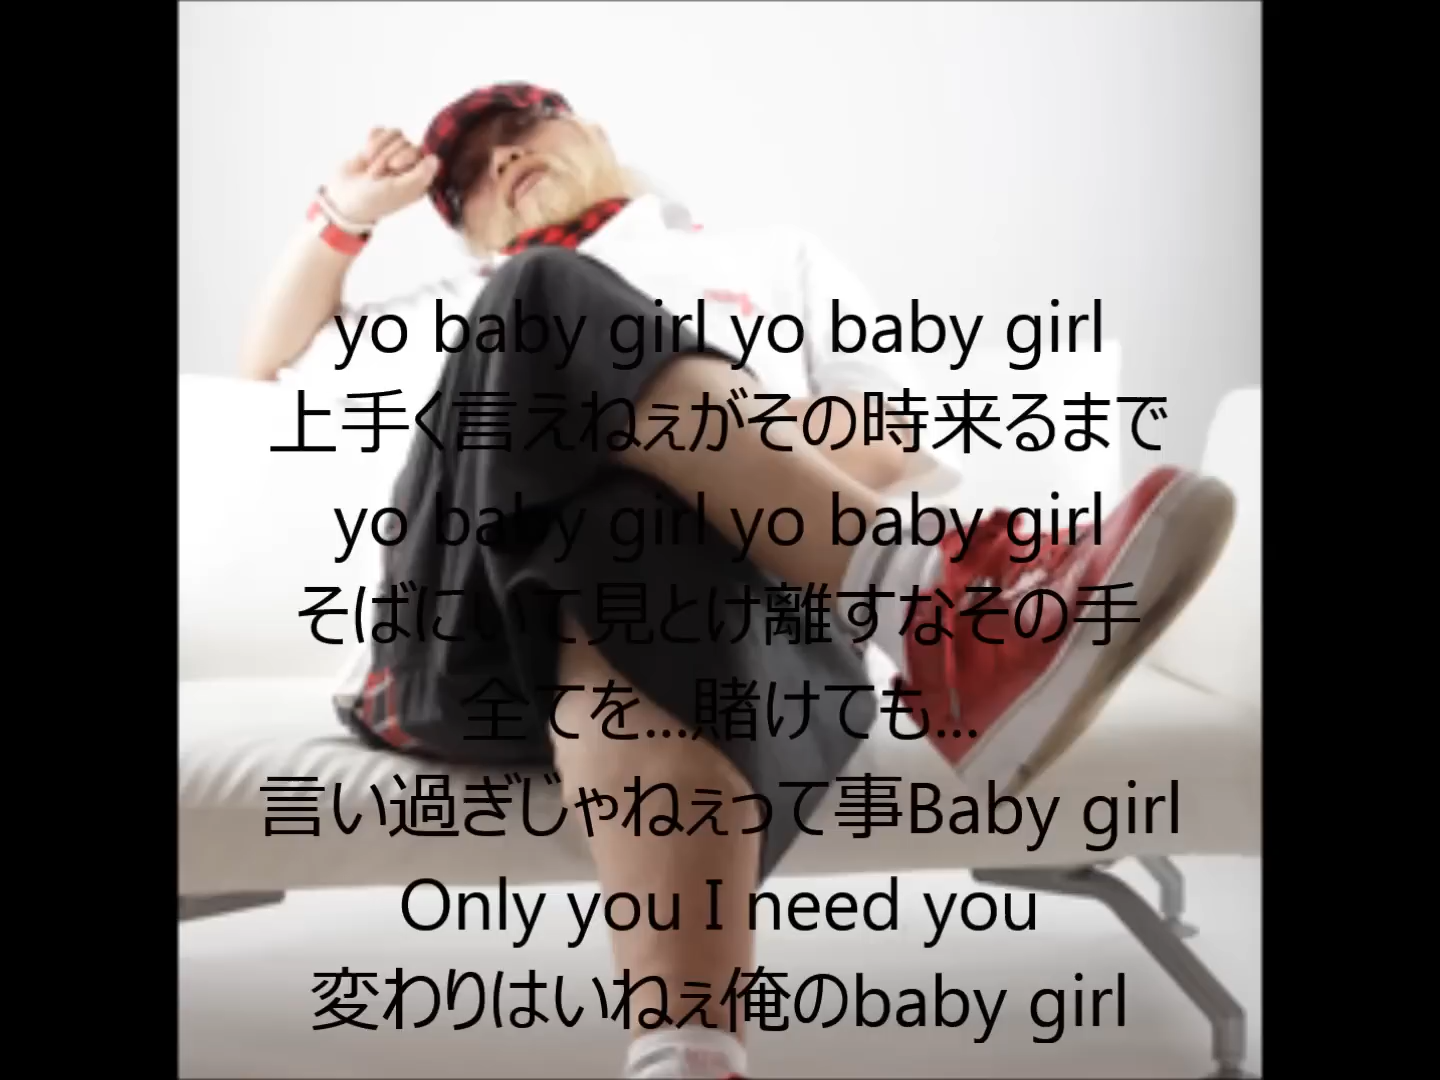 yo baby girl yo baby girl
上手く言えねぇがその時来るまで
yo baby girl yo baby girl
そばにいて見とけ離すなその手
全てを...賭けても...
言い過ぎじゃねぇって事Baby girl
Only you I need you
変わりはいねぇ俺のbaby girl